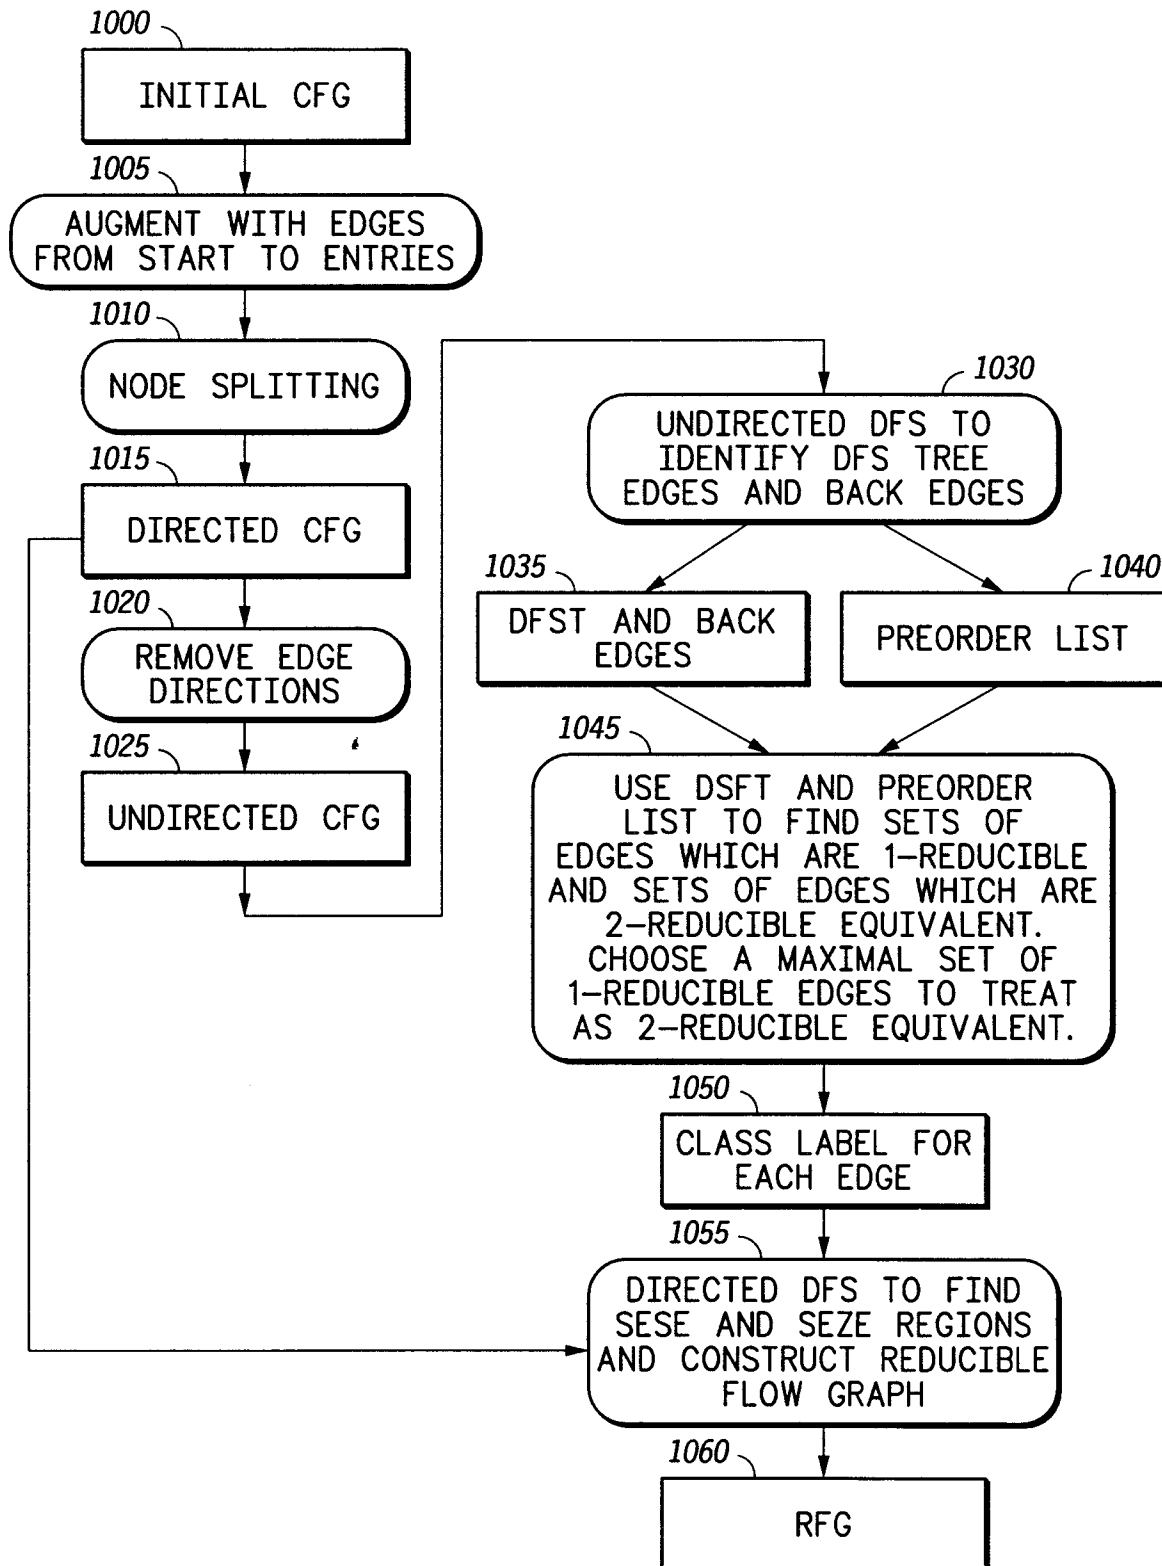 1000
INITIAL CFG
1005
AUGMENT WITH EDGES
FROM START TO ENTRIES
1010
NODE SPLITTING
1015
DIRECTED CFG
1020
REMOVE EDGE
DIRECTIONS
1025
UNDIRECTED CFG
1030
UNDIRECTED DFS TO
IDENTIFY DFS TREE
EDGES AND BACK EDGES
1035
DFST AND BACK
EDGES
1040
PREORDER LIST
1045
USE DSFT AND PREORDER
LIST TO FIND SETS OF
EDGES WHICH ARE 1-REDUCIBLE
AND SETS OF EDGES WHICH ARE
2-REDUCIBLE EQUIVALENT.
CHOOSE A MAXIMAL SET OF
1-REDUCIBLE EDGES TO TREAT
AS 2-REDUCIBLE EQUIVALENT.
1050
CLASS LABEL FOR
EACH EDGE
1055
DIRECTED DFS TO FIND
SESE AND SEZE REGIONS
AND CONSTRUCT REDUCIBLE
FLOW GRAPH
1060
RFG